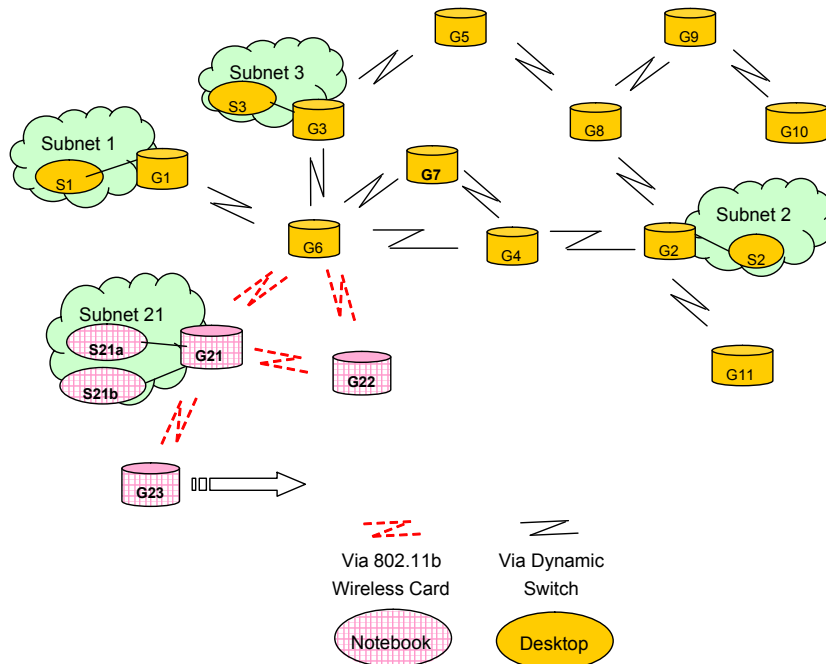 G5
G9
Subnet 3
S3
G3
G8
G10
Subnet 1
S1
G1
G7
Subnet 2
G6
G4
G2
S2
Subnet 21
S21a
G21
S21b
G22
G11
G23
Via 802.11b
Wireless Card
Via Dynamic
Switch
Notebook
Desktop